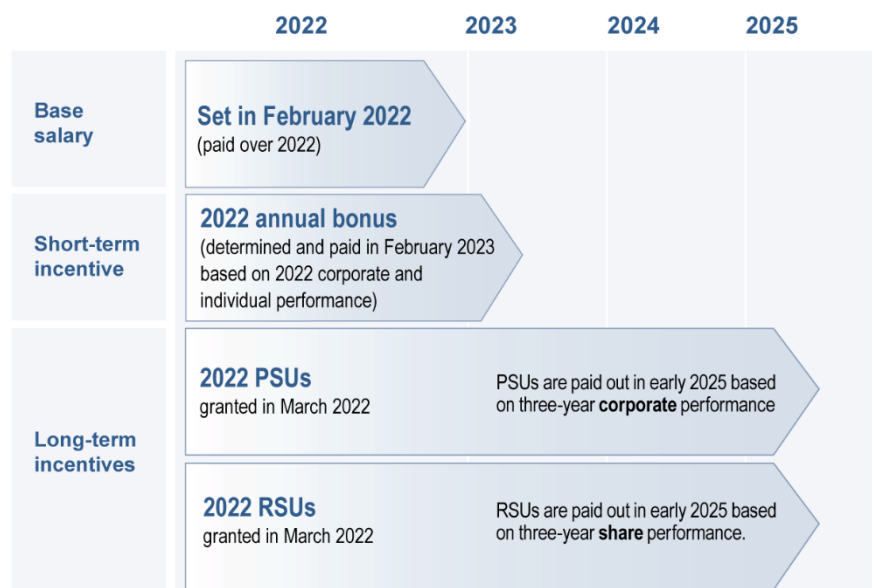 2022 2023 2024 2025
Base
salary
Set in February 2022
(paid over 2022)
Short-term
incentive
2022 annual bonus
(determined and paid in February 2023
based on 2022 corporate and
individual performance)
Long-term
incentives
2022 PSUs
granted in March 2022
PSUs are paid out in early 2025 based
on three-year corporate performance
2022 RSUs
granted in March 2022
RSUs are paid out in early 2025 based
on three-year share performance.